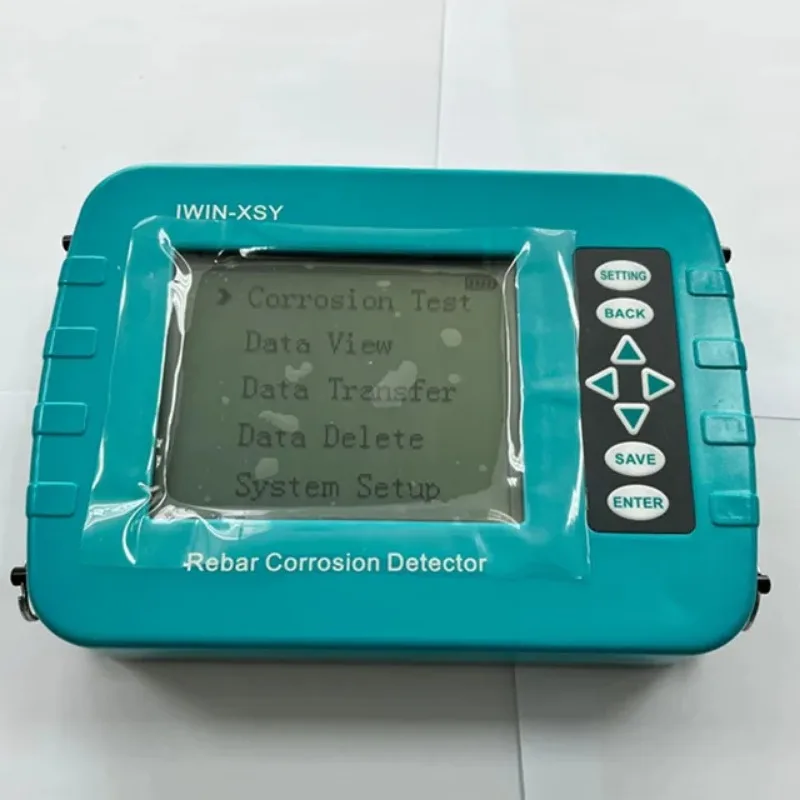 IWIN-XSY
❯ Corrosion Test
Data View
Data Transfer
Data Delete
System Setup
Rebar Corrosion Detector
SETTING
BACK
SAVE
ENTER